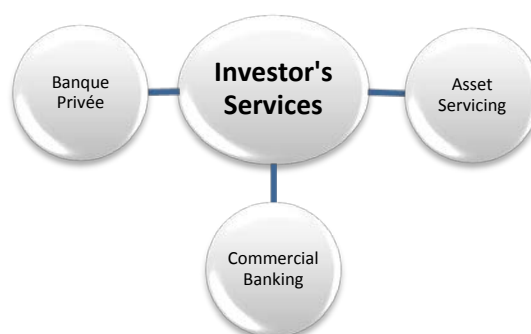 Investor's
Services
Banque
Privée
Asset
Servicing
Commercial
Banking